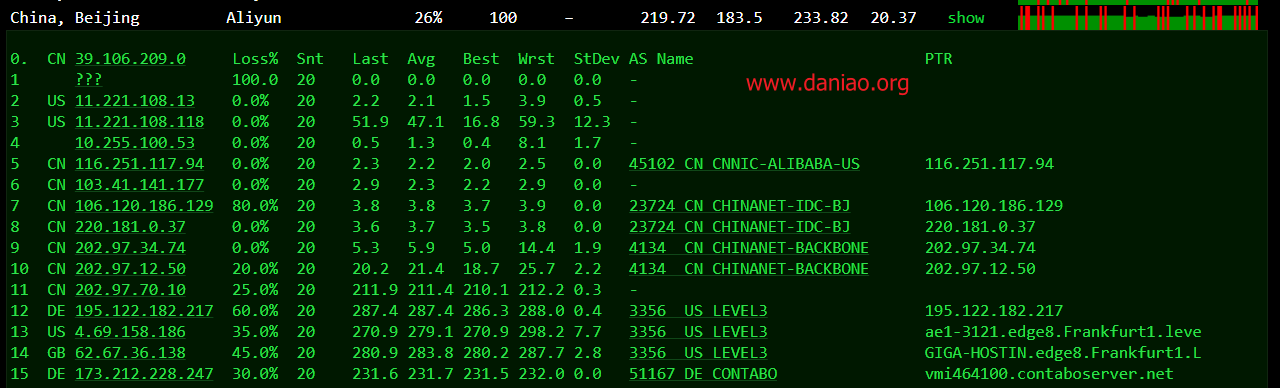 China, Beijing Aliyun 26% 100 – 219.72 183.5 233.82 20.37 show
0. CN 39.106.209.0 Loss% Snt Last Avg Best Wrst StDev AS Name PTR
1 ??? 100.0 20 0.0 0.0 0.0 0.0 0.0 -
www.daniao.org
2 US 11.221.108.13 0.0% 20 2.2 2.1 1.5 3.9 0.5 -
3 US 11.221.108.118 0.0% 20 51.9 47.1 16.8 59.3 12.3 -
4 10.255.100.53 0.0% 20 0.5 1.3 0.4 8.1 1.7 -
5 CN 116.251.117.94 0.0% 20 2.3 2.2 2.0 2.5 0.0 45102 CN CNNIC-ALIBABA-US 116.251.117.94
6 CN 103.41.141.177 0.0% 20 2.9 2.3 2.2 2.9 0.0 -
7 CN 106.120.186.129 80.0% 20 3.8 3.8 3.7 3.9 0.0 23724 CN CHINANET-IDC-BJ 106.120.186.129
8 CN 220.181.0.37 0.0% 20 3.6 3.7 3.5 3.8 0.0 23724 CN CHINANET-IDC-BJ 220.181.0.37
9 CN 202.97.34.74 0.0% 20 5.3 5.9 5.0 14.4 1.9 4134 CN CHINANET-BACKBONE 202.97.34.74
10 CN 202.97.12.50 20.0% 20 20.2 21.4 18.7 25.7 2.2 4134 CN CHINANET-BACKBONE 202.97.12.50
11 CN 202.97.70.10 25.0% 20 211.9 211.4 210.1 212.2 0.3 -
12 DE 195.122.182.217 60.0% 20 287.4 287.4 286.3 288.0 0.4 3356 US LEVEL3 195.122.182.217
13 US 4.69.158.186 35.0% 20 270.9 279.1 270.9 298.2 7.7 3356 US LEVEL3 ae1-3121.edge8.Frankfurt1.leve
14 GB 62.67.36.138 45.0% 20 280.9 283.8 280.2 287.7 2.8 3356 US LEVEL3 GIGA-HOSTIN.edge8.Frankfurt1.L
15 DE 173.212.228.247 30.0% 20 231.6 231.7 231.5 232.0 0.0 51167 DE CONTABO vmi464100.contaboserver.net